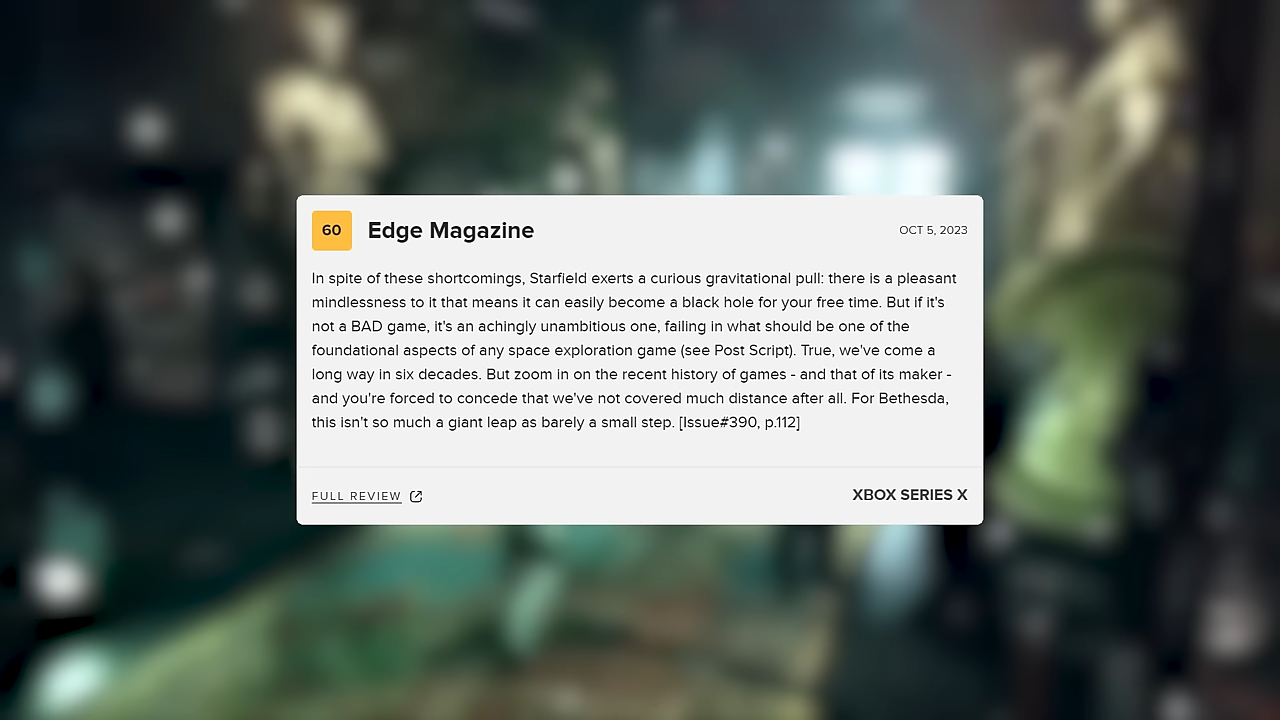 60 Edge Magazine OCT 5, 2023
In spite of these shortcomings, Starfield exerts a curious gravitational pull: there is a pleasant
mindlessness to it that means it can easily become a black hole for your free time. But if it's
not a BAD game, it's an achingly unambitious one, failing in what should be one of the
foundational aspects of any space exploration game (see Post Script). True, we've come a
long way in six decades. But zoom in on the recent history of games - and that of its maker -
and you're forced to concede that we've not covered much distance after all. For Bethesda,
this isn't so much a giant leap as barely a small step. [Issue#390, p.112]
FULL REVIEW XBOX SERIES X